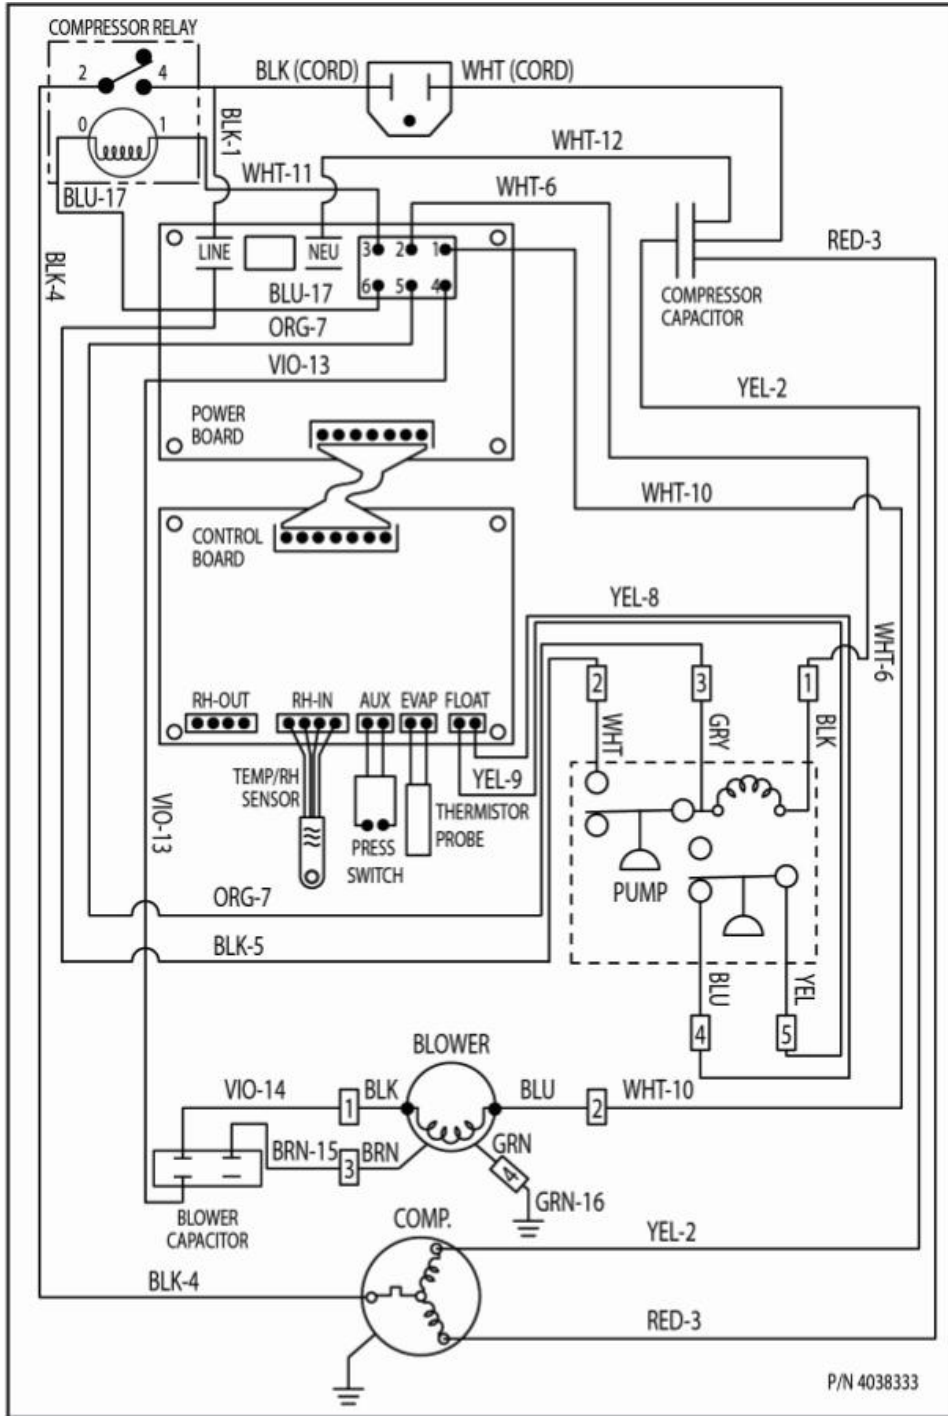 COMPRESSOR RELAY
2
4
0
1
BLK (CORD)
WHT (CORD)
BLK-1
WHT-11
WHT-12
WHT-6
BLU-17
BLK-4
LINE
NEU
3
2
1
6
5
4
BLU-17
ORG-7
VIO-13
RED-3
COMPRESSOR
CAPACITOR
YEL-2
POWER
BOARD
WHT-10
CONTROL
BOARD
YEL-8
WHT-6
RH-OUT
RH-IN
AUX
EVAP
FLOAT
2
3
1
WHT
GRY
BLK
TEMP/RH
SENSOR
YEL-9
THERMISTOR
PROBE
PRESS
SWITCH
VIO-13
PUMP
ORG-7
BLK-5
BLU
YEL
4
5
BLOWER
VIO-14
1
BLK
BLU
2
WHT-10
BRN-15
3
BRN
GRN
4
GRN-16
BLOWER
CAPACITOR
COMP.
YEL-2
BLK-4
RED-3
P/N 4038333